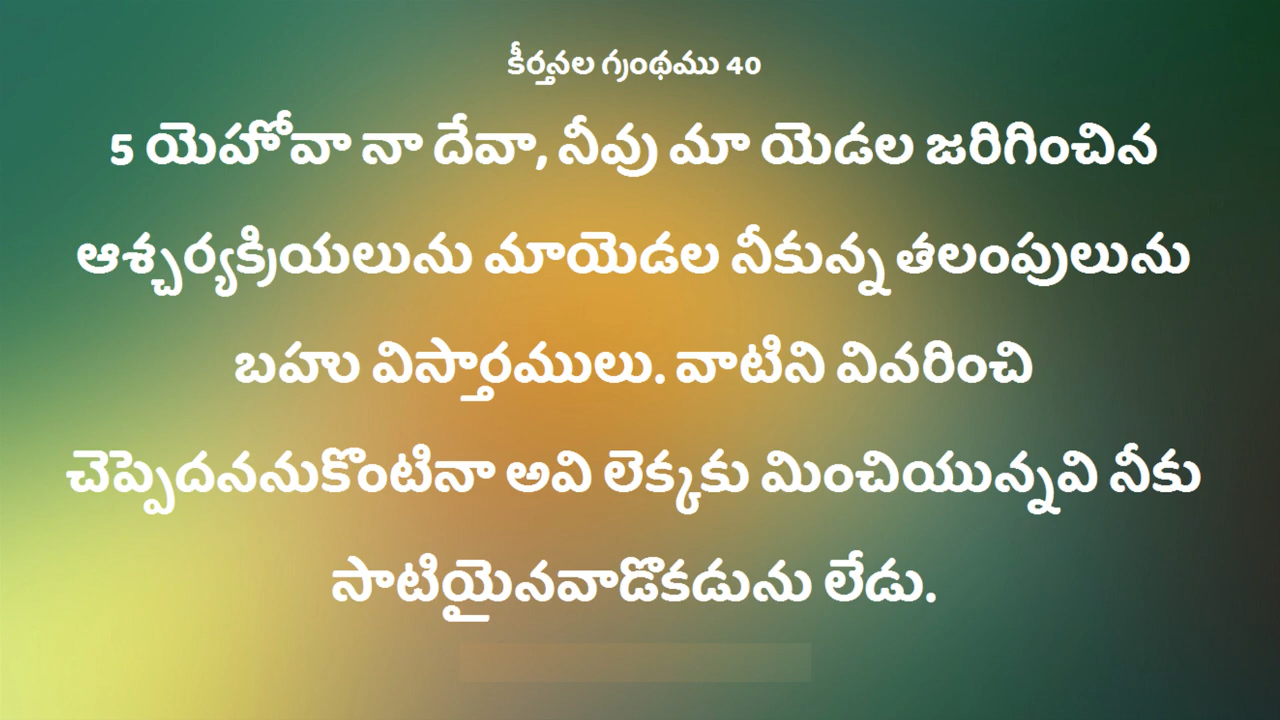 కీర్తనల గ్రంథము 40
5 యెహోవా నా దేవా, నీవు మా యెడల జరిగించిన
ఆశ్చర్యక్రియలును మాయెడల నీకున్న తలంపులును
బహు విస్తారములు. వాటిని వివరించి
చెప్పెదననుకొంటినా అవి లెక్కకు మించియున్నవి నీకు
సాటియైనవాడొకడును లేడు.